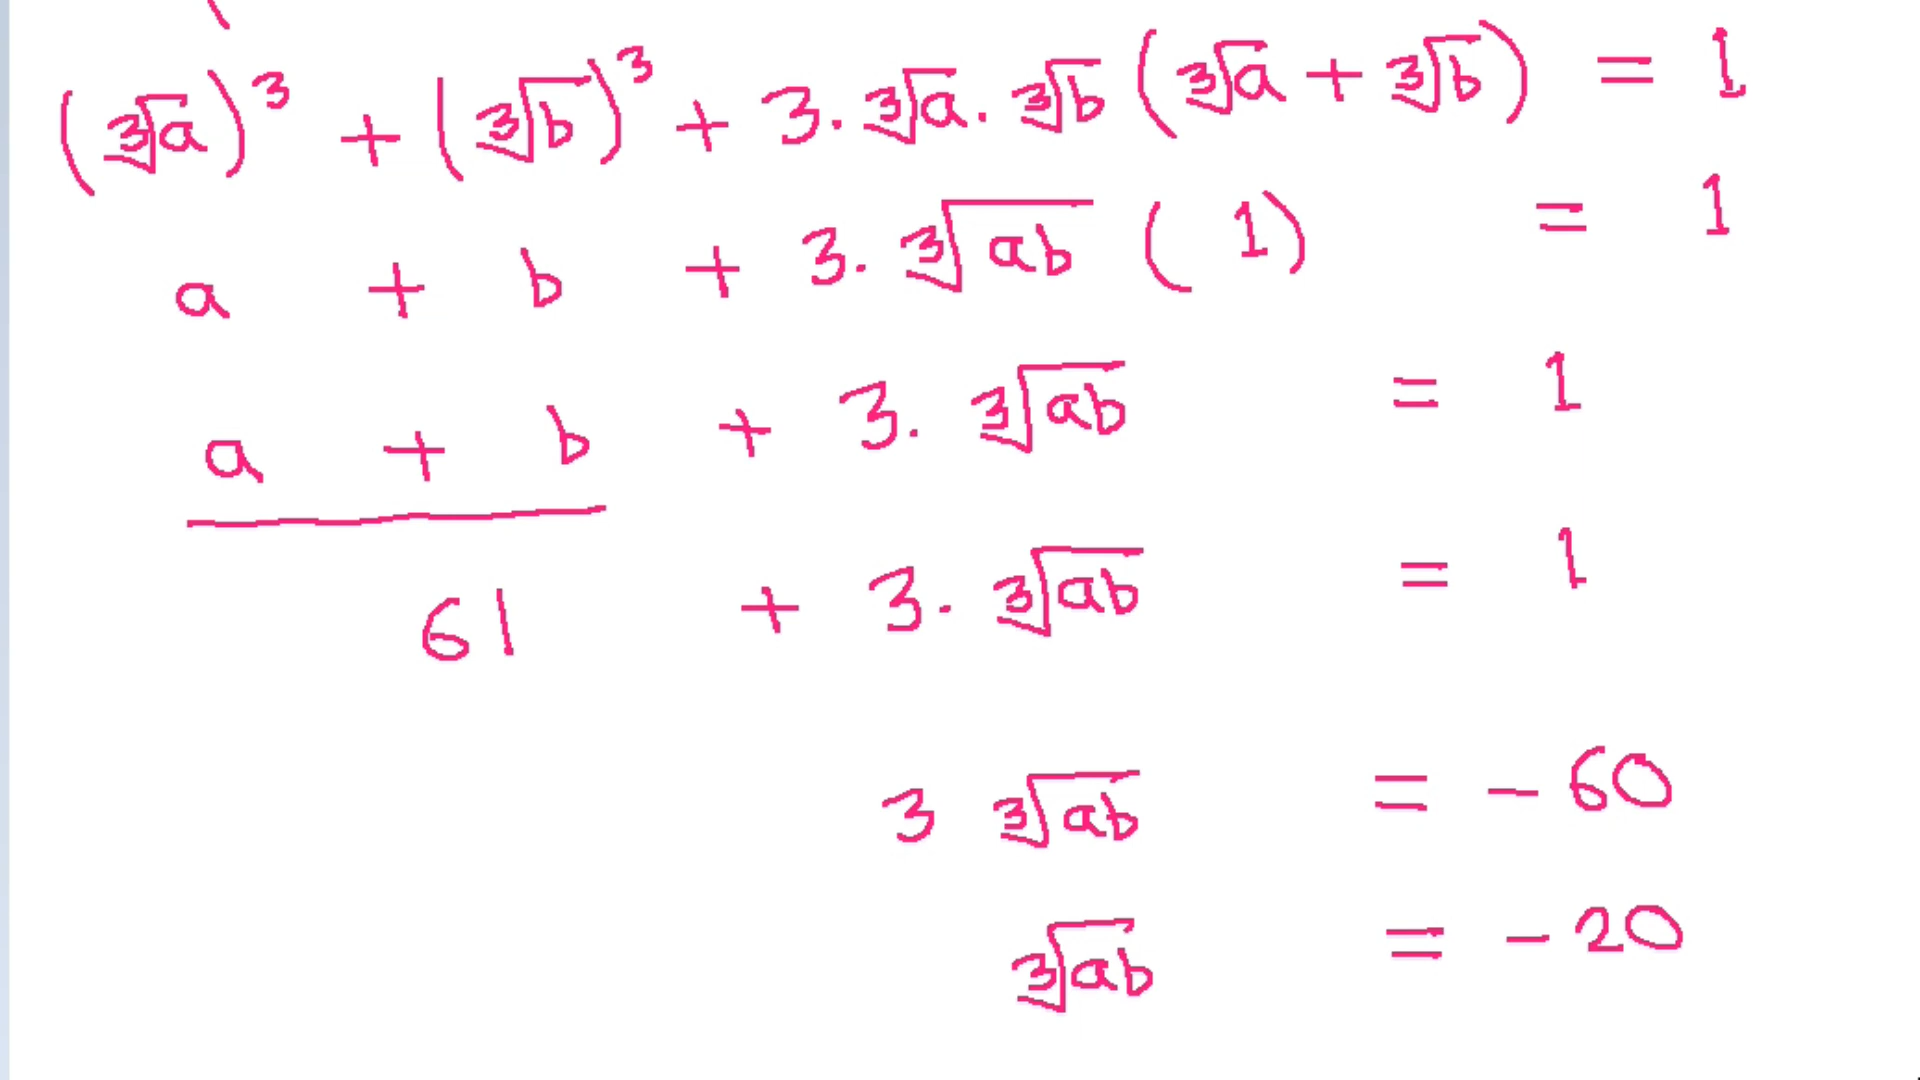 (∛a)³ + (∛b)³ + 3.∛a.∛b (∛a + ∛b) = 1
a + b + 3.∛ab ( 1 ) = 1
a + b + 3.∛ab = 1
61 + 3.∛ab = 1
3 ∛ab = - 60
∛ab = - 20